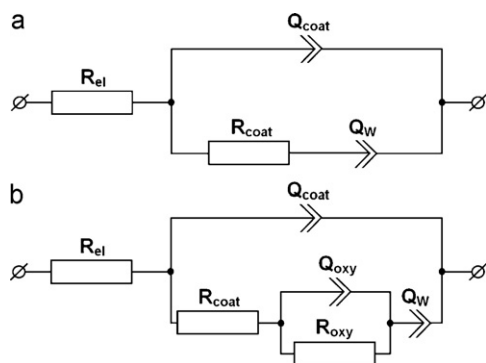 a
Q_coat
R_el
R_coat Q_W
b
Q_coat
R_el
Q_oxy
R_coat Q_W
R_oxy